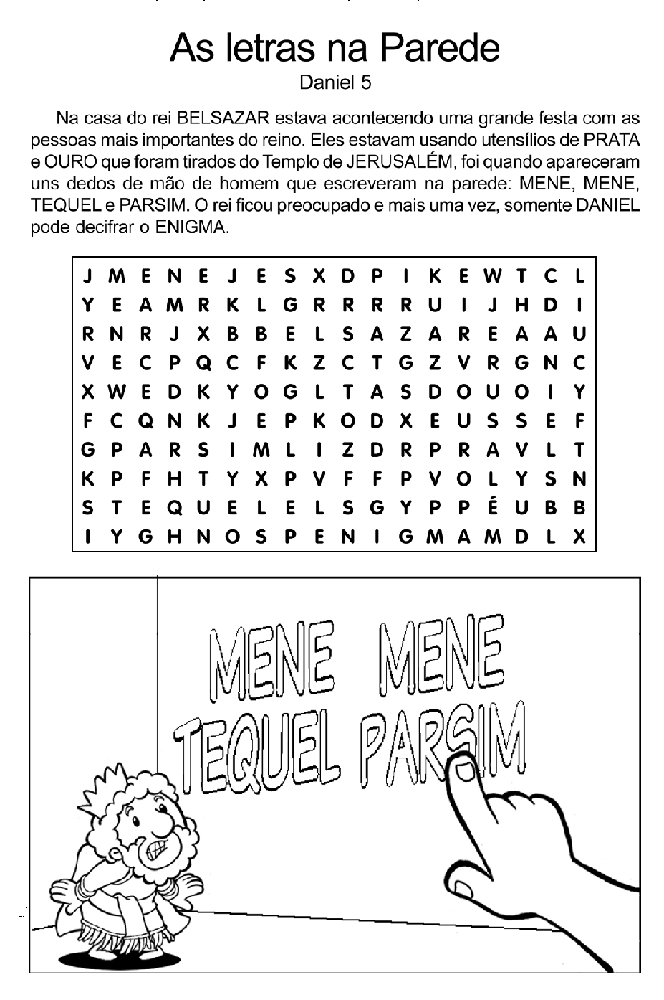 As letras na Parede
Daniel 5
Na casa do rei BELSAZAR estava acontecendo uma grande festa com as
pessoas mais importantes do reino. Eles estavam usando utensílios de PRATA
e OURO que foram tirados do Templo de JERUSALÉM, foi quando apareceram
uns dedos de mão de homem que escreveram na parede: MENE, MENE,
TEQUEL e PARSIM. O rei ficou preocupado e mais uma vez, somente DANIEL
pode decifrar o ENIGMA.
J M E N E J E S X D P I K E W T C L
Y E A M R K L G R R R R U I J H D I
R N R J X B B E L S A Z A R E A A U
V E C P Q C F K Z C T G Z V R G N C
X W E D K Y O G L T A S D O U O I Y
F C Q N K J E P K O D X E U S S E F
G P A R S I M L I Z D R P R A V L T
K P F H T Y X P V F F P V O L Y S N
S T E Q U E L E L S G Y P P É U B B
I Y G H N O S P E N I G M A M D L X
MENE MENE
TEQUEL PARSIM